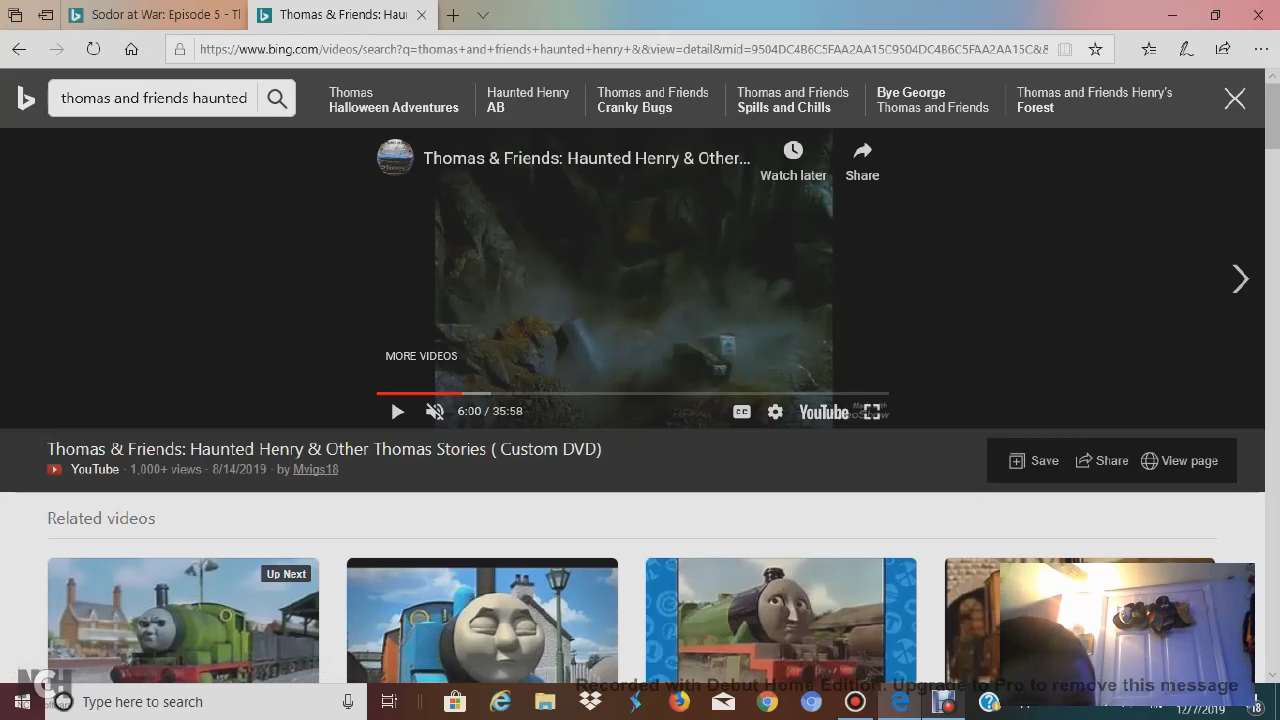 Sodor at War: Episode 5 - T
Thomas & Friends: Hau
https://www.bing.com/videos/search?q=thomas+and+friends+haunted+henry+&&view=detail&mid=9504DC4B6C5FAA2AA15C9504DC4B6C5FAA2AA15C&&
thomas and friends haunted
Thomas
Halloween Adventures
Haunted Henry
AB
Thomas and Friends
Cranky Bugs
Thomas and Friends
Spills and Chills
Bye George
Thomas and Friends
Thomas and Friends Henry's
Forest
Thomas & Friends: Haunted Henry & Other...
Watch later
Share
MORE VIDEOS
6:00 / 35:58
CC
YouTube
Thomas & Friends: Haunted Henry & Other Thomas Stories ( Custom DVD)
YouTube · 1,000+ views · 8/14/2019 · by Mvigs18
Save
Share
View page
Related videos
Up Next
NCH
Recorded with Debut Home Edition. Upgrade to Pro to remove this message
Type here to search
12/7/2019
18